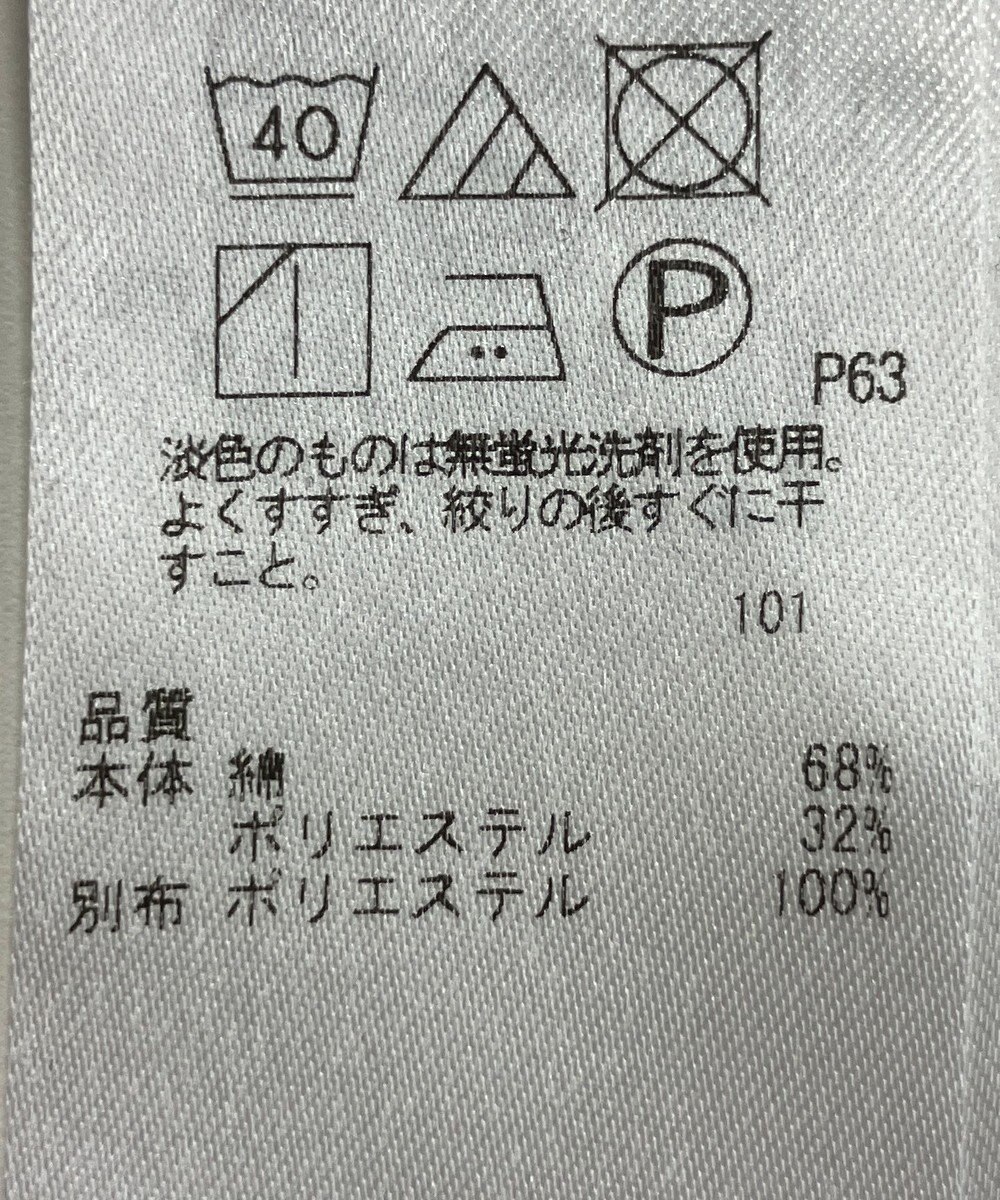 40
P
P63
淡色のものは無蛍光洗剤を使用。
よくすすぎ、絞りの後すぐに干
すこと。
101
品質
本体 綿 68%
ポリエステル 32%
別布 ポリエステル 100%